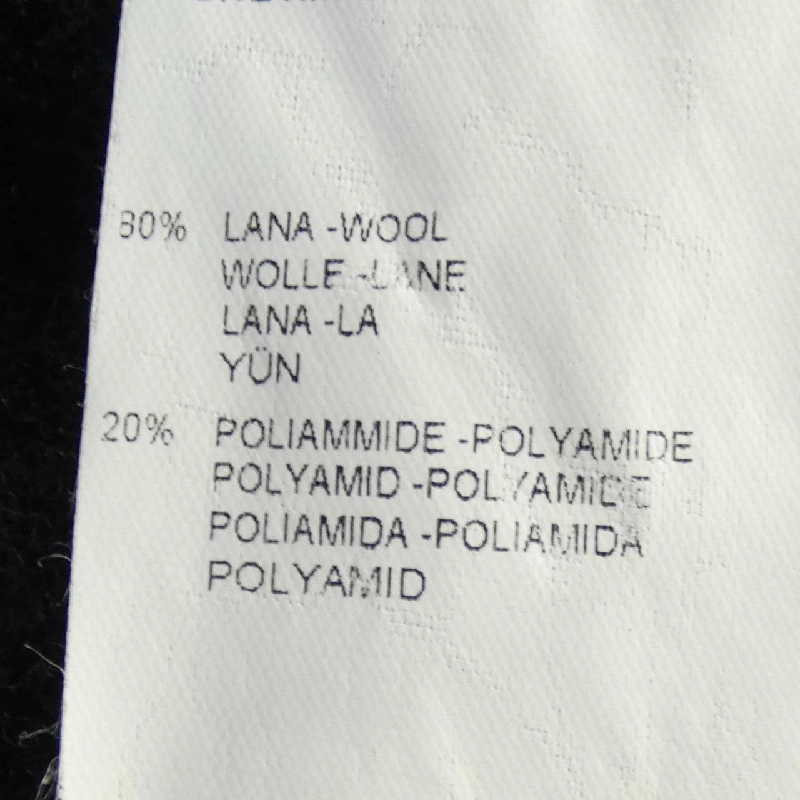 80% LANA -WOOL
WOLLE -LANE
LANA -LA
YÜN
20% POLIAMMIDE -POLYAMIDE
POLYAMID -POLYAMIDE
POLIAMIDA -POLIAMIDA
POLYAMID